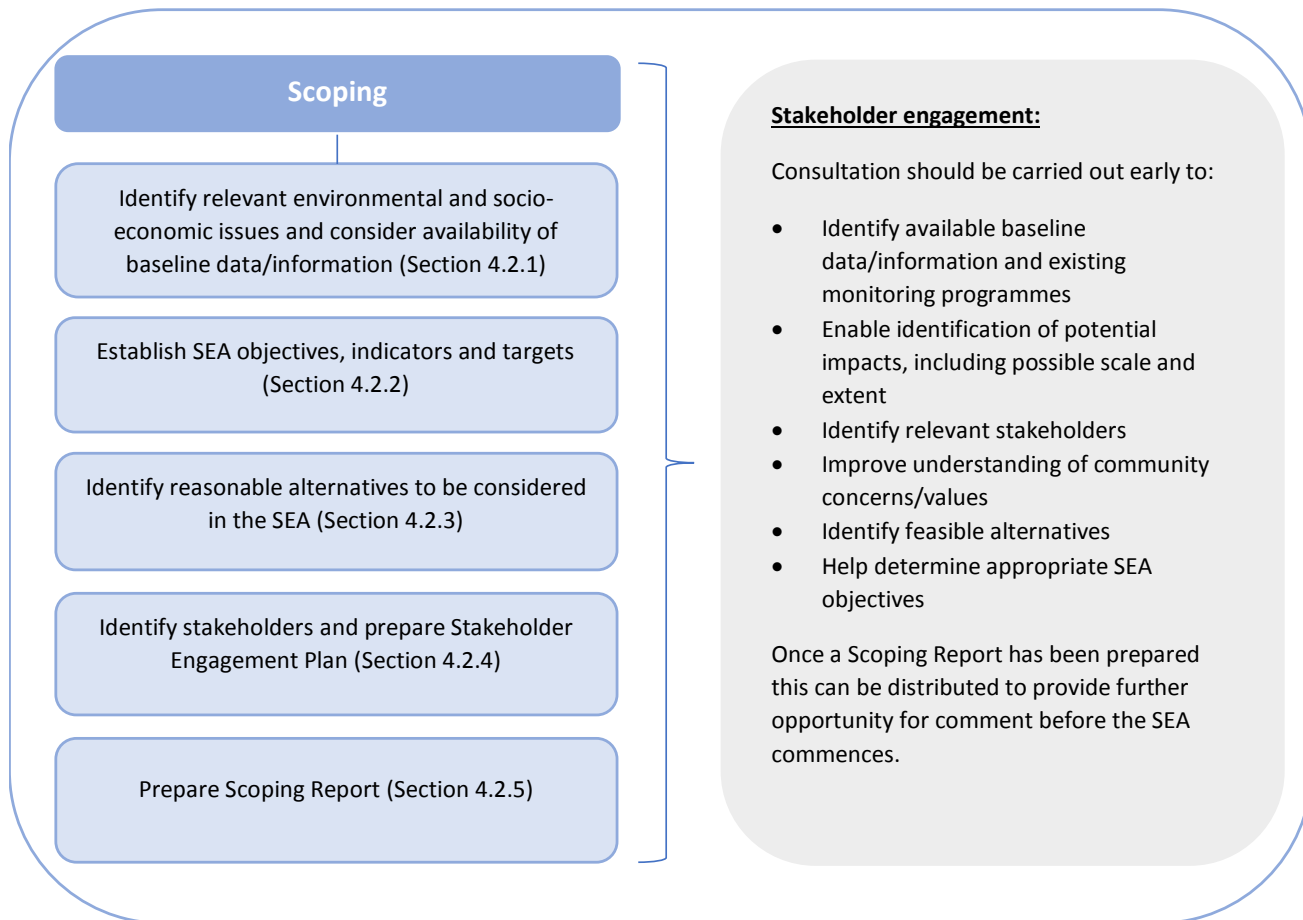 Scoping
Identify relevant environmental and socio-
economic issues and consider availability of
baseline data/information (Section 4.2.1)
Establish SEA objectives, indicators and targets
(Section 4.2.2)
Identify reasonable alternatives to be considered
in the SEA (Section 4.2.3)
Identify stakeholders and prepare Stakeholder
Engagement Plan (Section 4.2.4)
Prepare Scoping Report (Section 4.2.5)
Stakeholder engagement:
Consultation should be carried out early to:
• Identify available baseline
data/information and existing
monitoring programmes
• Enable identification of potential
impacts, including possible scale and
extent
• Identify relevant stakeholders
• Improve understanding of community
concerns/values
• Identify feasible alternatives
• Help determine appropriate SEA
objectives
Once a Scoping Report has been prepared
this can be distributed to provide further
opportunity for comment before the SEA
commences.